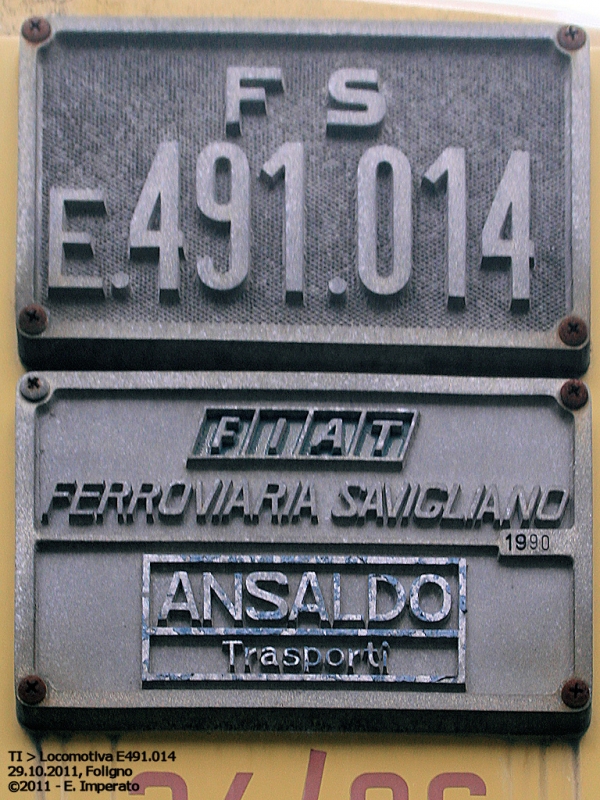 FS
E.491.014
FIAT
FERROVIARIA SAVIGLIANO
1990
ANSALDO
Trasporti
TI > Locomotiva E491.014
29.10.2011, Foligno
©2011 - E. Imperato